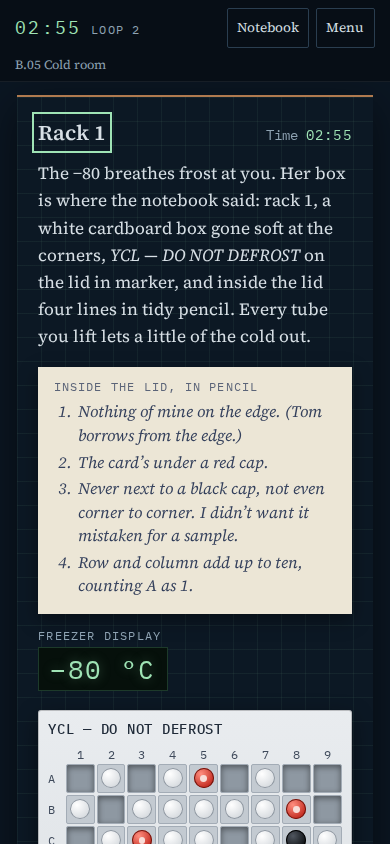 02:55 LOOP 2
Notebook
Menu
B.05 Cold room
Rack 1
Time 02:55
The −80 breathes frost at you. Her box
is where the notebook said: rack 1, a
white cardboard box gone soft at the
corners, YCL — DO NOT DEFROST on
the lid in marker, and inside the lid
four lines in tidy pencil. Every tube
you lift lets a little of the cold out.
INSIDE THE LID, IN PENCIL
1. Nothing of mine on the edge. (Tom
borrows from the edge.)
2. The card’s under a red cap.
3. Never next to a black cap, not even
corner to corner. I didn’t want it
mistaken for a sample.
4. Row and column add up to ten,
counting A as 1.
FREEZER DISPLAY
−80 °C
YCL — DO NOT DEFROST
1 2 3 4 5 6 7 8 9
A
B
C